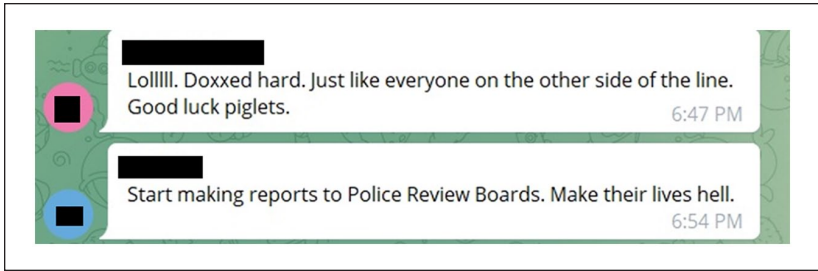 Lolllll. Doxxed hard. Just like everyone on the other side of the line.
Good luck piglets.
6:47 PM
Start making reports to Police Review Boards. Make their lives hell.
6:54 PM